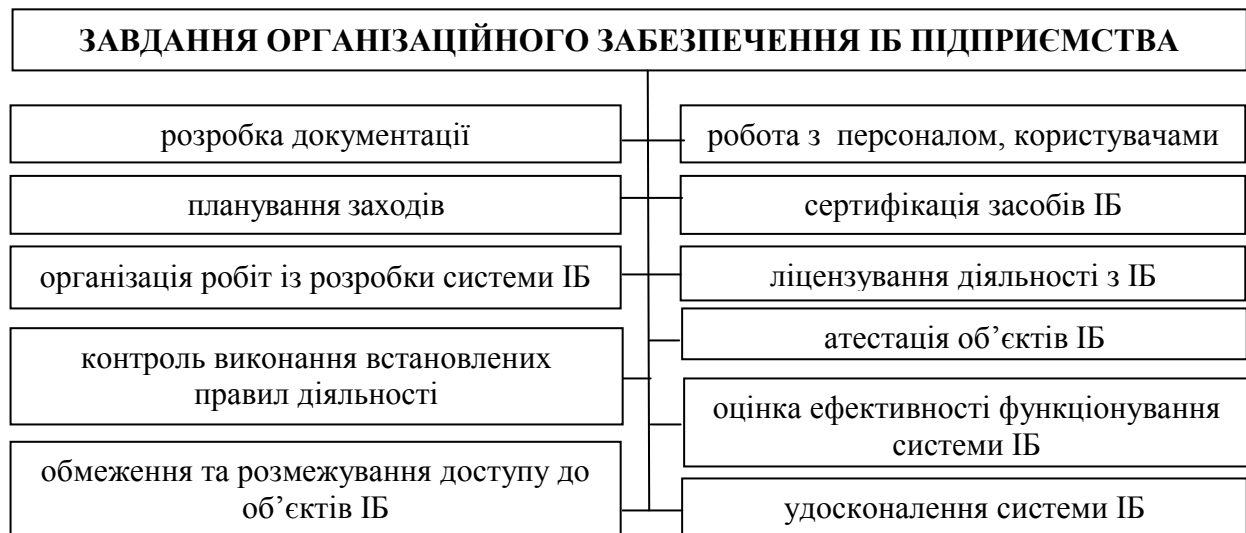 ЗАВДАННЯ ОРГАНІЗАЦІЙНОГО ЗАБЕЗПЕЧЕННЯ ІБ ПІДПРИЄМСТВА
розробка документації
планування заходів
організація робіт із розробки системи ІБ
контроль виконання встановлених
правил діяльності
обмеження та розмежування доступу до
об’єктів ІБ
робота з персоналом, користувачами
сертифікація засобів ІБ
ліцензування діяльності з ІБ
атестація об’єктів ІБ
оцінка ефективності функціонування
системи ІБ
удосконалення системи ІБ